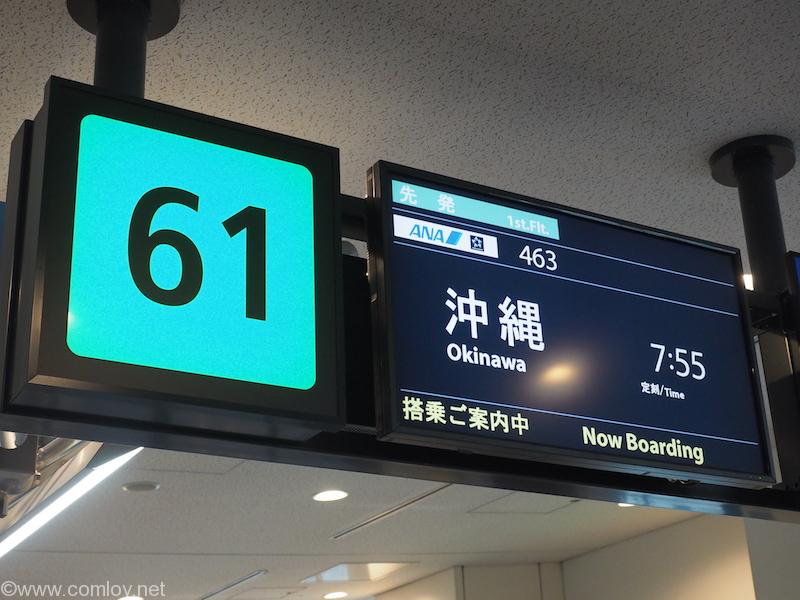 61
先発
1st.Flt.
ANA 463
沖縄
Okinawa
7:55
定刻/Time
搭乗ご案内中
Now Boarding
©www.comloy.net